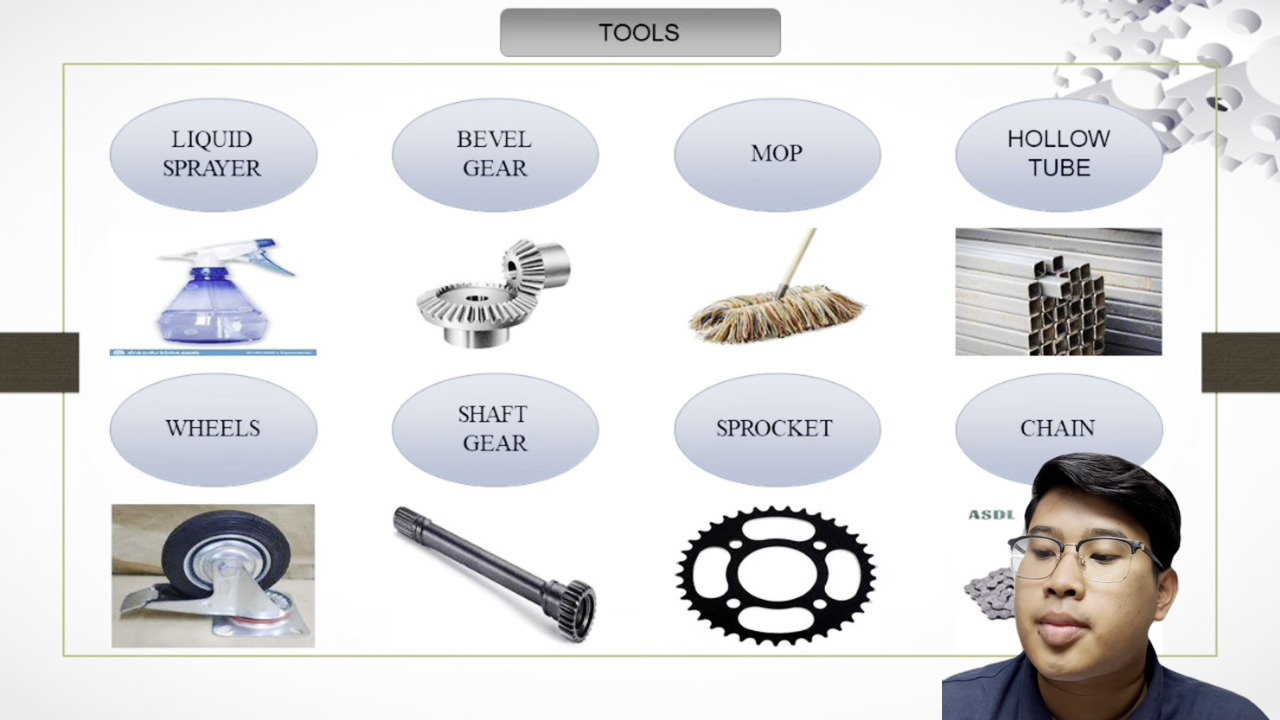 TOOLS
LIQUID
SPRAYER
BEVEL
GEAR
MOP
HOLLOW
TUBE
WHEELS
SHAFT
GEAR
SPROCKET
CHAIN
ASDL